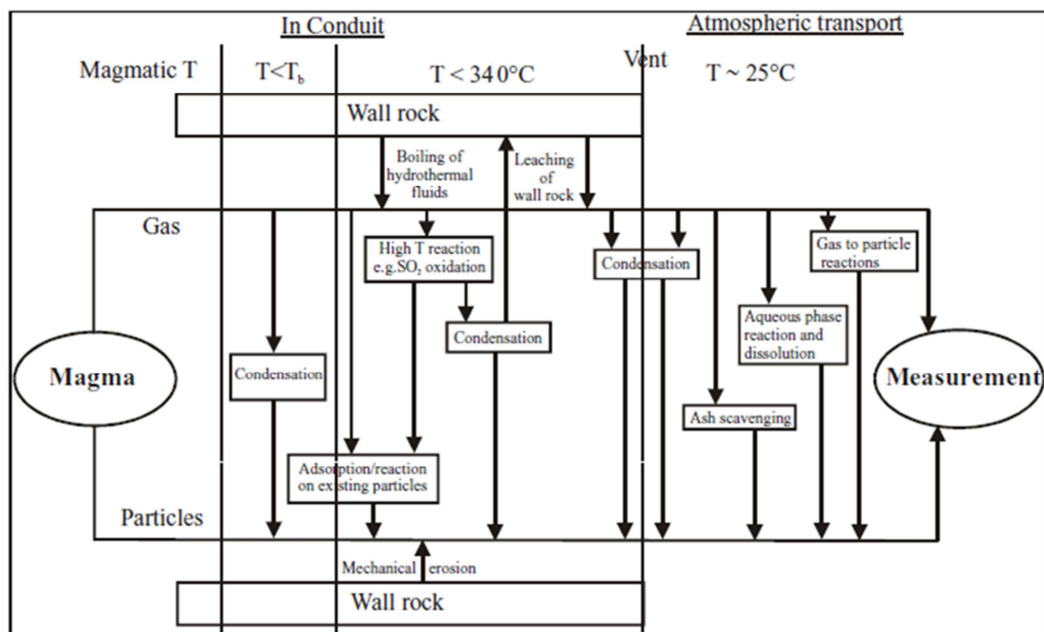 In Conduit
Atmospheric transport
Magmatic T
T<Tb
T < 340°C
Vent
T ~ 25°C
Wall rock
Boiling of
hydrothermal
fluids
Leaching
of
wall rock
Gas
High T reaction
e.g.SO₂ oxidation
Condensation
Gas to particle
reactions
Condensation
Aqueous phase
reaction and
dissolution
Magma
Condensation
Measurement
Ash scavenging
Adsorption/reaction
on existing particles
Particles
Mechanical erosion
Wall rock